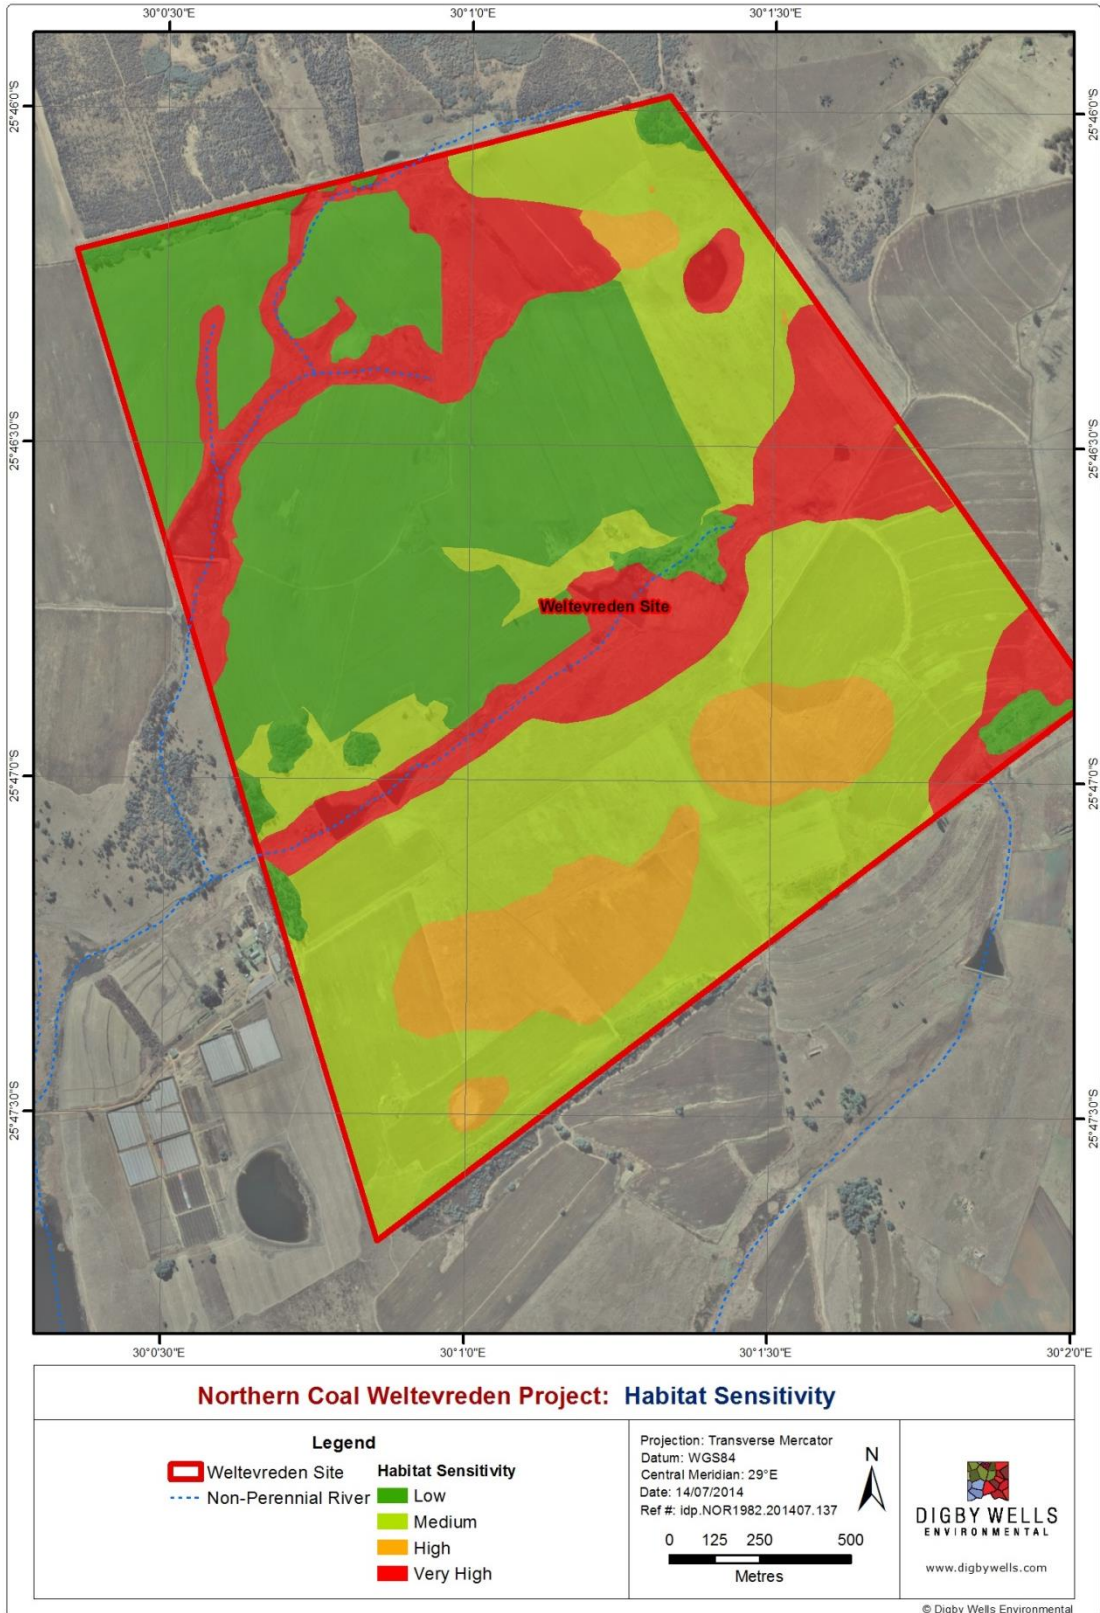 30°0'30"E 30°1'0"E 30°1'30"E
25°46'0"S 25°46'0"S
25°46'30"S 25°46'30"S
Weltevreden Site
25°47'0"S 25°47'0"S
25°47'30"S 25°47'30"S
30°0'30"E 30°1'0"E 30°1'30"E 30°2'0"E
Northern Coal Weltevreden Project: Habitat Sensitivity
Legend
Weltevreden Site
Non-Perennial River
Habitat Sensitivity
Low
Medium
High
Very High
Projection: Transverse Mercator
Datum: WGS84
Central Meridian: 29°E
Date: 14/07/2014
Ref #: idp.NOR1982.201407.137
N
0 125 250 500
Metres
DIGBY WELLS
ENVIRONMENTAL
www.digbywells.com
© Digby Wells Environmental